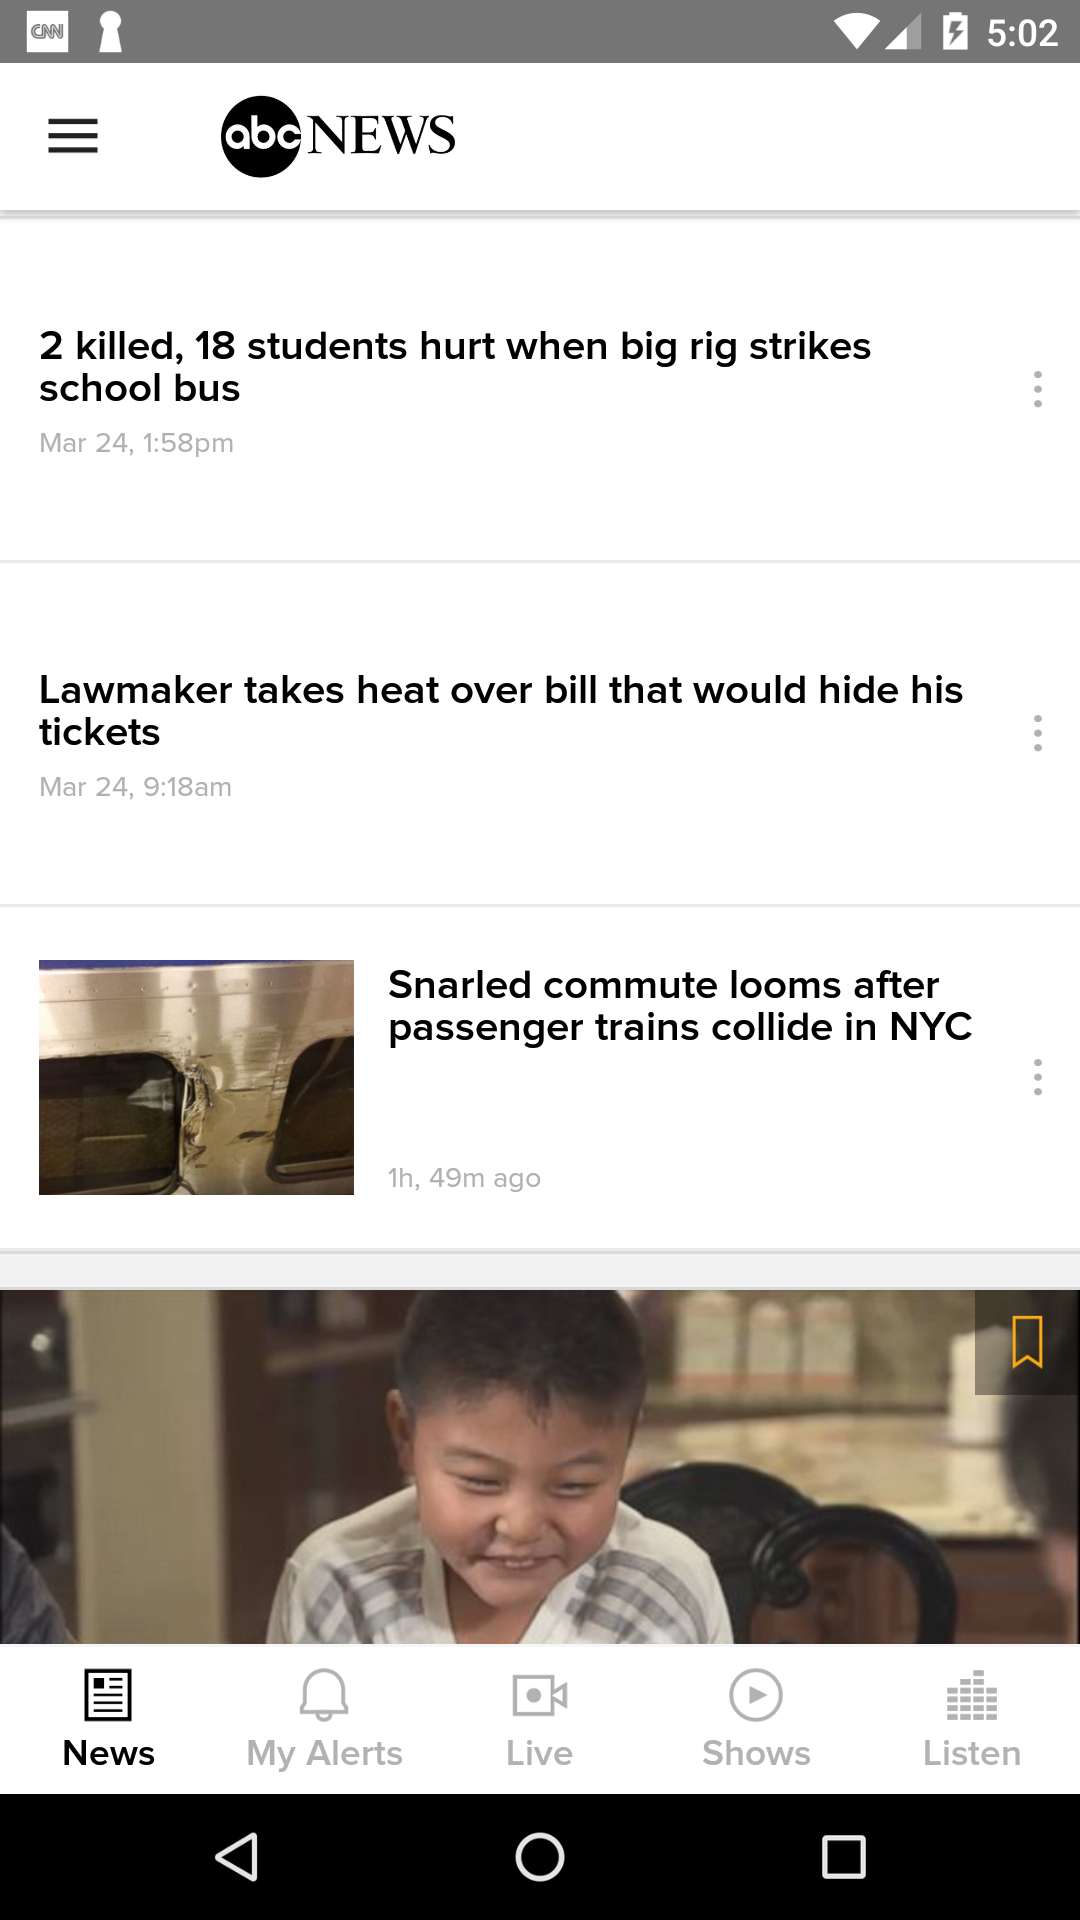 CNN
5:02
abc NEWS
2 killed, 18 students hurt when big rig strikes
school bus
Mar 24, 1:58pm
Lawmaker takes heat over bill that would hide his
tickets
Mar 24, 9:18am
Snarled commute looms after
passenger trains collide in NYC
1h, 49m ago
News
My Alerts
Live
Shows
Listen